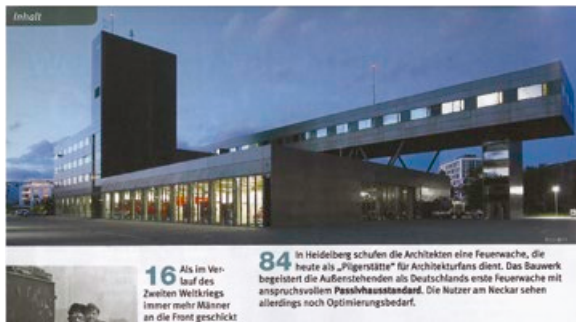 Inhalt
16 Als im Ver-
lauf des
Zweiten Weltkriegs
immer mehr Männer
an die Front geschickt
84 In Heidelberg schufen die Architekten eine Feuerwache, die
heute als „Pilgerstätte“ für Architekturfans dient. Das Bauwerk
begeistert die Außenstehenden als Deutschlands erste Feuerwache mit
anspruchsvollem Passivhausstandard. Die Nutzer am Neckar sehen
allerdings noch Optimierungsbedarf.